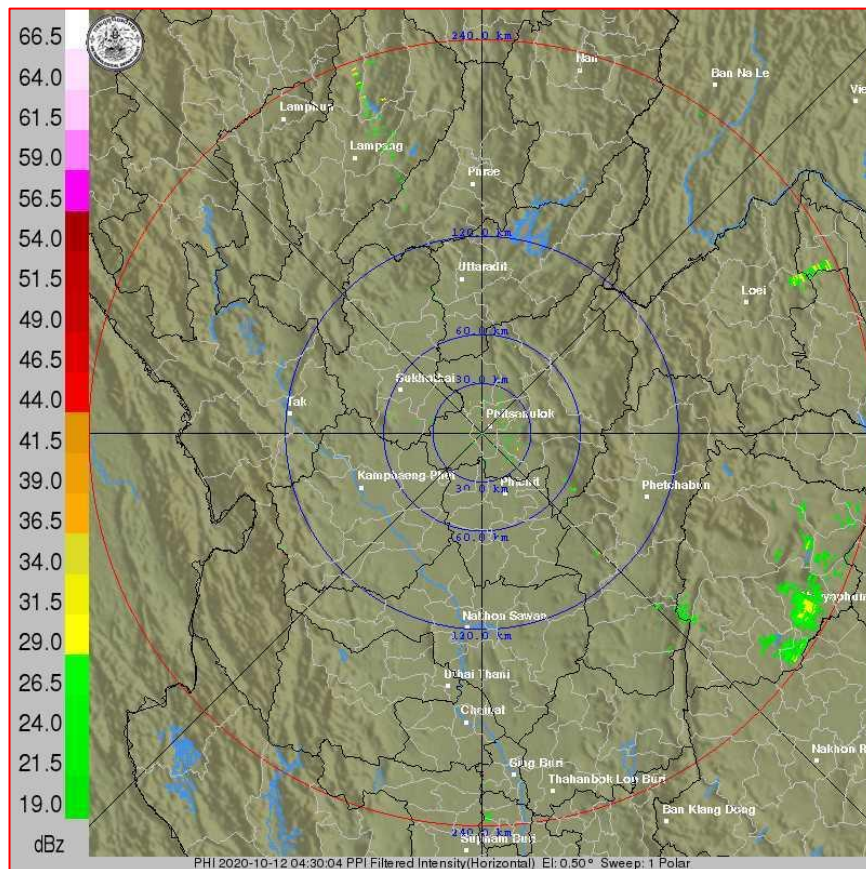 66.5
64.0
61.5
59.0
56.5
54.0
51.5
49.0
46.5
44.0
41.5
39.0
36.5
34.0
31.5
29.0
26.5
24.0
21.5
19.0
dBz
240.0 km
Nan
Ban Na Le
Vie
Lamphun
Lampang
Phrae
120.0 km
Uttaradit
Loei
60.0 km
30.0 km
Sukhothai
Tak
Phitsanulok
Kamphaeng Phet
Phichit
Phetchabun
30.0 km
60.0 km
Nakhon Sawan
120.0 km
Uthai Thani
Chainat
Sing Buri
Thahanbok Lop Buri
Nakhon R
Ban Klang Dong
240.0 km
Suphan Buri
PHI 2020-10-12 04:30:04 PPI Filtered Intensity(Horizontal) El: 0.50° Sweep: 1 Polar